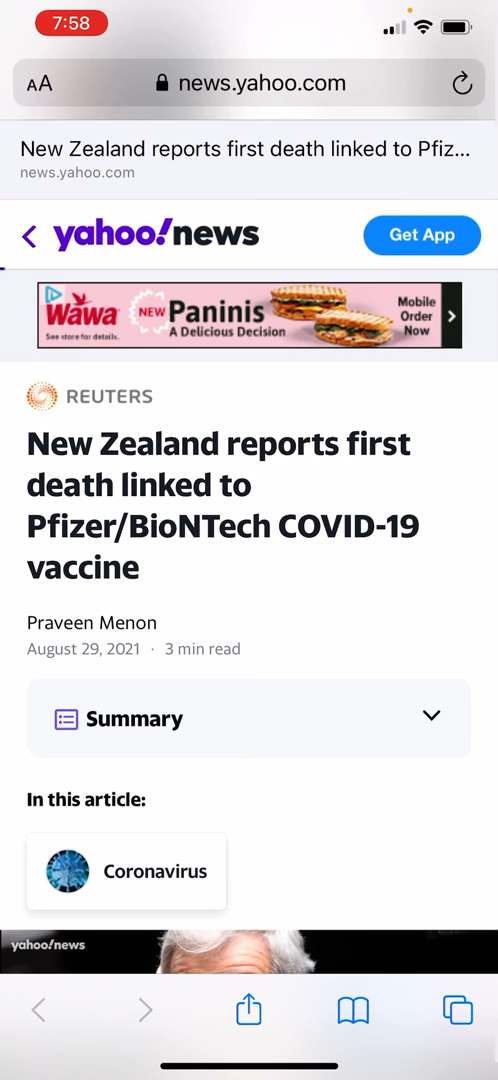 7:58
AA news.yahoo.com
New Zealand reports first death linked to Pfiz...
news.yahoo.com
yahoo!news Get App
Wawa
See store for details.
NEW Paninis
A Delicious Decision
Mobile
Order
Now
REUTERS
New Zealand reports first
death linked to
Pfizer/BioNTech COVID-19
vaccine
Praveen Menon
August 29, 2021 · 3 min read
Summary
In this article:
Coronavirus
yahoo!news